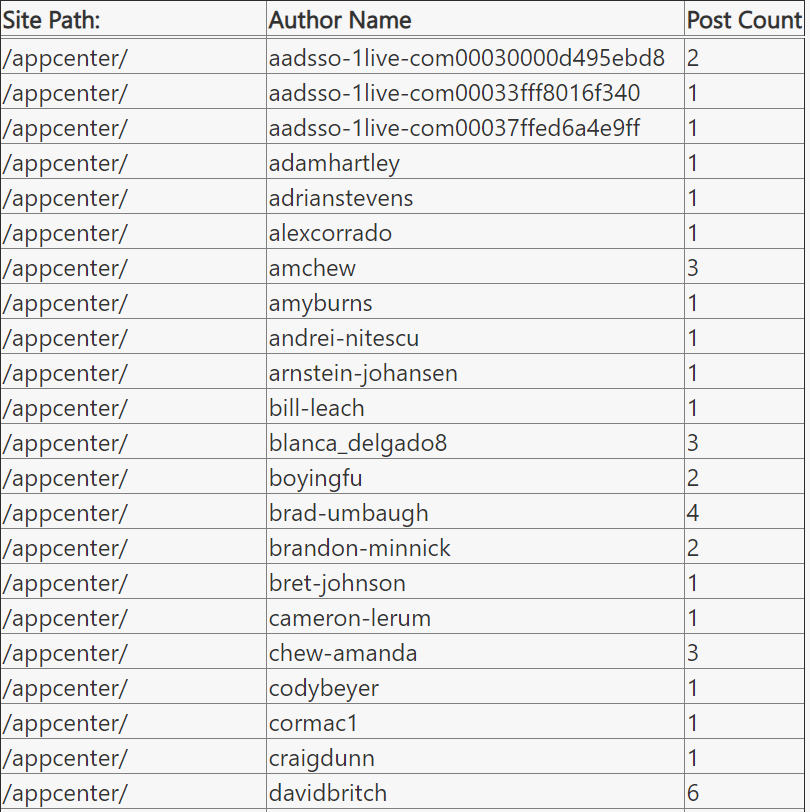 Site Path: Author Name Post Count
/appcenter/ aadsso-1live-com00030000d495ebd8 2
/appcenter/ aadsso-1live-com00033fff8016f340 1
/appcenter/ aadsso-1live-com00037ffed6a4e9ff 1
/appcenter/ adamhartley 1
/appcenter/ adrianstevens 1
/appcenter/ alexcorrado 1
/appcenter/ amchew 3
/appcenter/ amyburns 1
/appcenter/ andrei-nitescu 1
/appcenter/ arnstein-johansen 1
/appcenter/ bill-leach 1
/appcenter/ blanca_delgado8 3
/appcenter/ boyingfu 2
/appcenter/ brad-umbaugh 4
/appcenter/ brandon-minnick 2
/appcenter/ bret-johnson 1
/appcenter/ cameron-lerum 1
/appcenter/ chew-amanda 3
/appcenter/ codybeyer 1
/appcenter/ cormac1 1
/appcenter/ craigdunn 1
/appcenter/ davidbritch 6